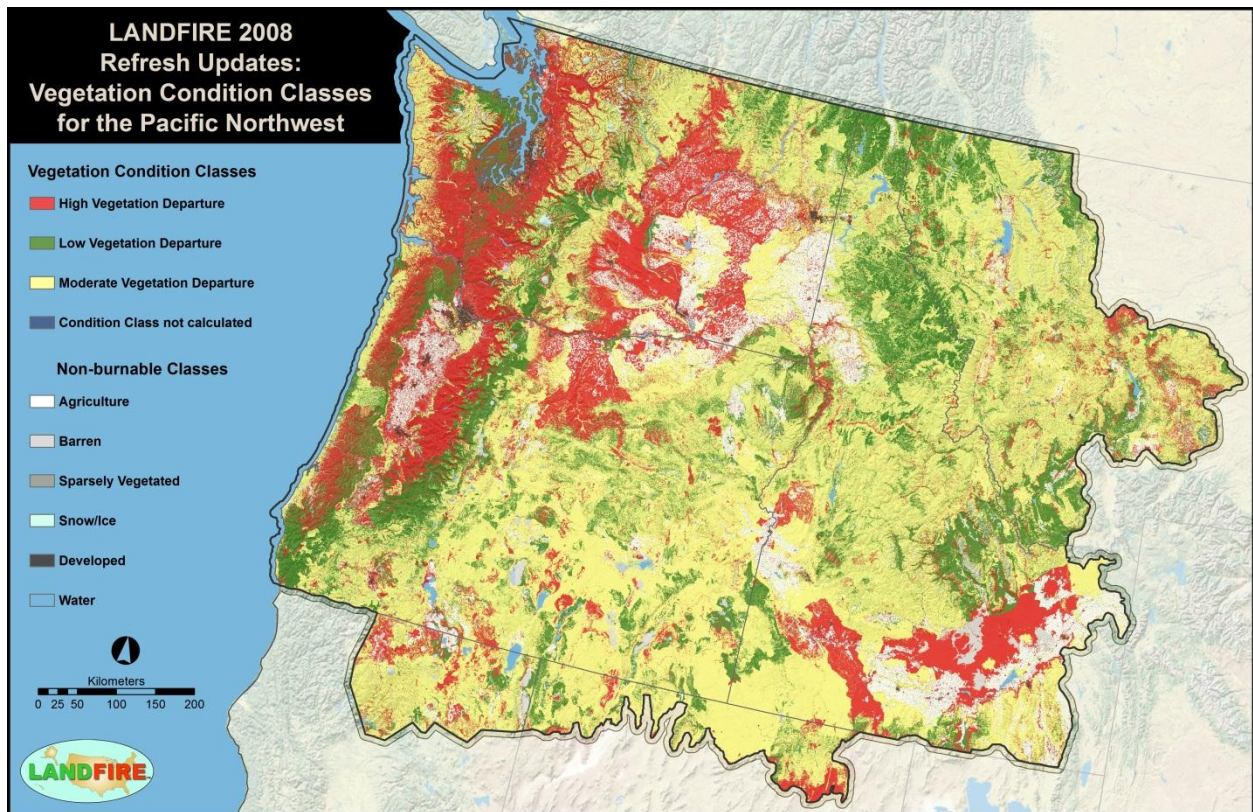 LANDFIRE 2008
Refresh Updates:
Vegetation Condition Classes
for the Pacific Northwest
Vegetation Condition Classes
High Vegetation Departure
Low Vegetation Departure
Moderate Vegetation Departure
Condition Class not calculated
Non-burnable Classes
Agriculture
Barren
Sparsely Vegetated
Snow/Ice
Developed
Water
Kilometers
0 25 50 100 150 200
LANDFIRE